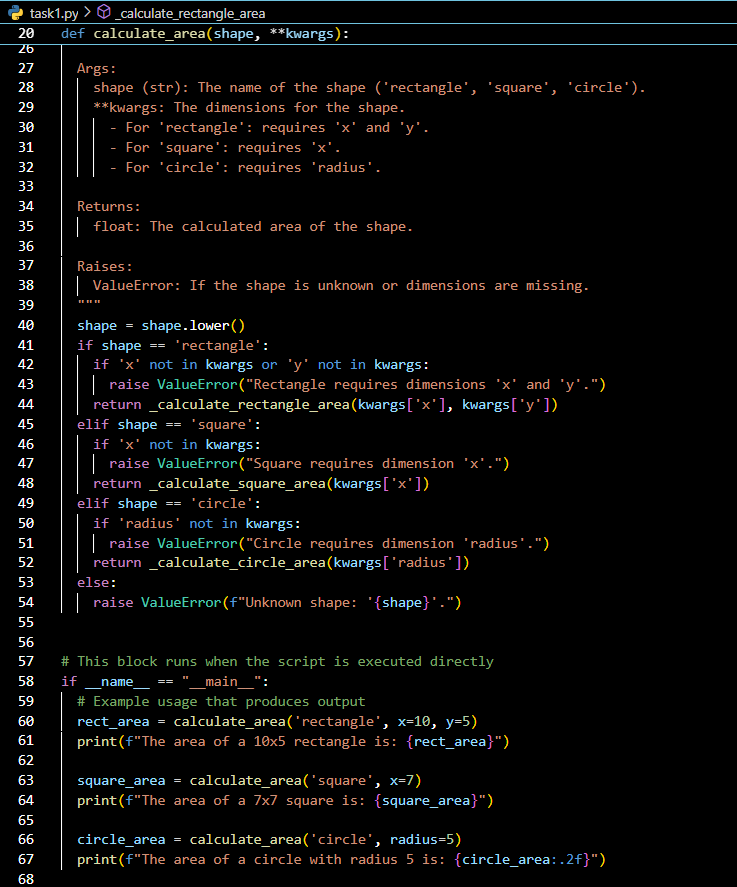 task1.py > _calculate_rectangle_area
20 def calculate_area(shape, **kwargs):
26
27 Args:
28 shape (str): The name of the shape ('rectangle', 'square', 'circle').
29 **kwargs: The dimensions for the shape.
30 - For 'rectangle': requires 'x' and 'y'.
31 - For 'square': requires 'x'.
32 - For 'circle': requires 'radius'.
33
34 Returns:
35 float: The calculated area of the shape.
36
37 Raises:
38 ValueError: If the shape is unknown or dimensions are missing.
39 """
40 shape = shape.lower()
41 if shape == 'rectangle':
42 if 'x' not in kwargs or 'y' not in kwargs:
43 raise ValueError("Rectangle requires dimensions 'x' and 'y'.")
44 return _calculate_rectangle_area(kwargs['x'], kwargs['y'])
45 elif shape == 'square':
46 if 'x' not in kwargs:
47 raise ValueError("Square requires dimension 'x'.")
48 return _calculate_square_area(kwargs['x'])
49 elif shape == 'circle':
50 if 'radius' not in kwargs:
51 raise ValueError("Circle requires dimension 'radius'.")
52 return _calculate_circle_area(kwargs['radius'])
53 else:
54 raise ValueError(f"Unknown shape: '{shape}'.")
55
56
57 # This block runs when the script is executed directly
58 if __name__ == "__main__":
59 # Example usage that produces output
60 rect_area = calculate_area('rectangle', x=10, y=5)
61 print(f"The area of a 10x5 rectangle is: {rect_area}")
62
63 square_area = calculate_area('square', x=7)
64 print(f"The area of a 7x7 square is: {square_area}")
65
66 circle_area = calculate_area('circle', radius=5)
67 print(f"The area of a circle with radius 5 is: {circle_area:.2f}")
68